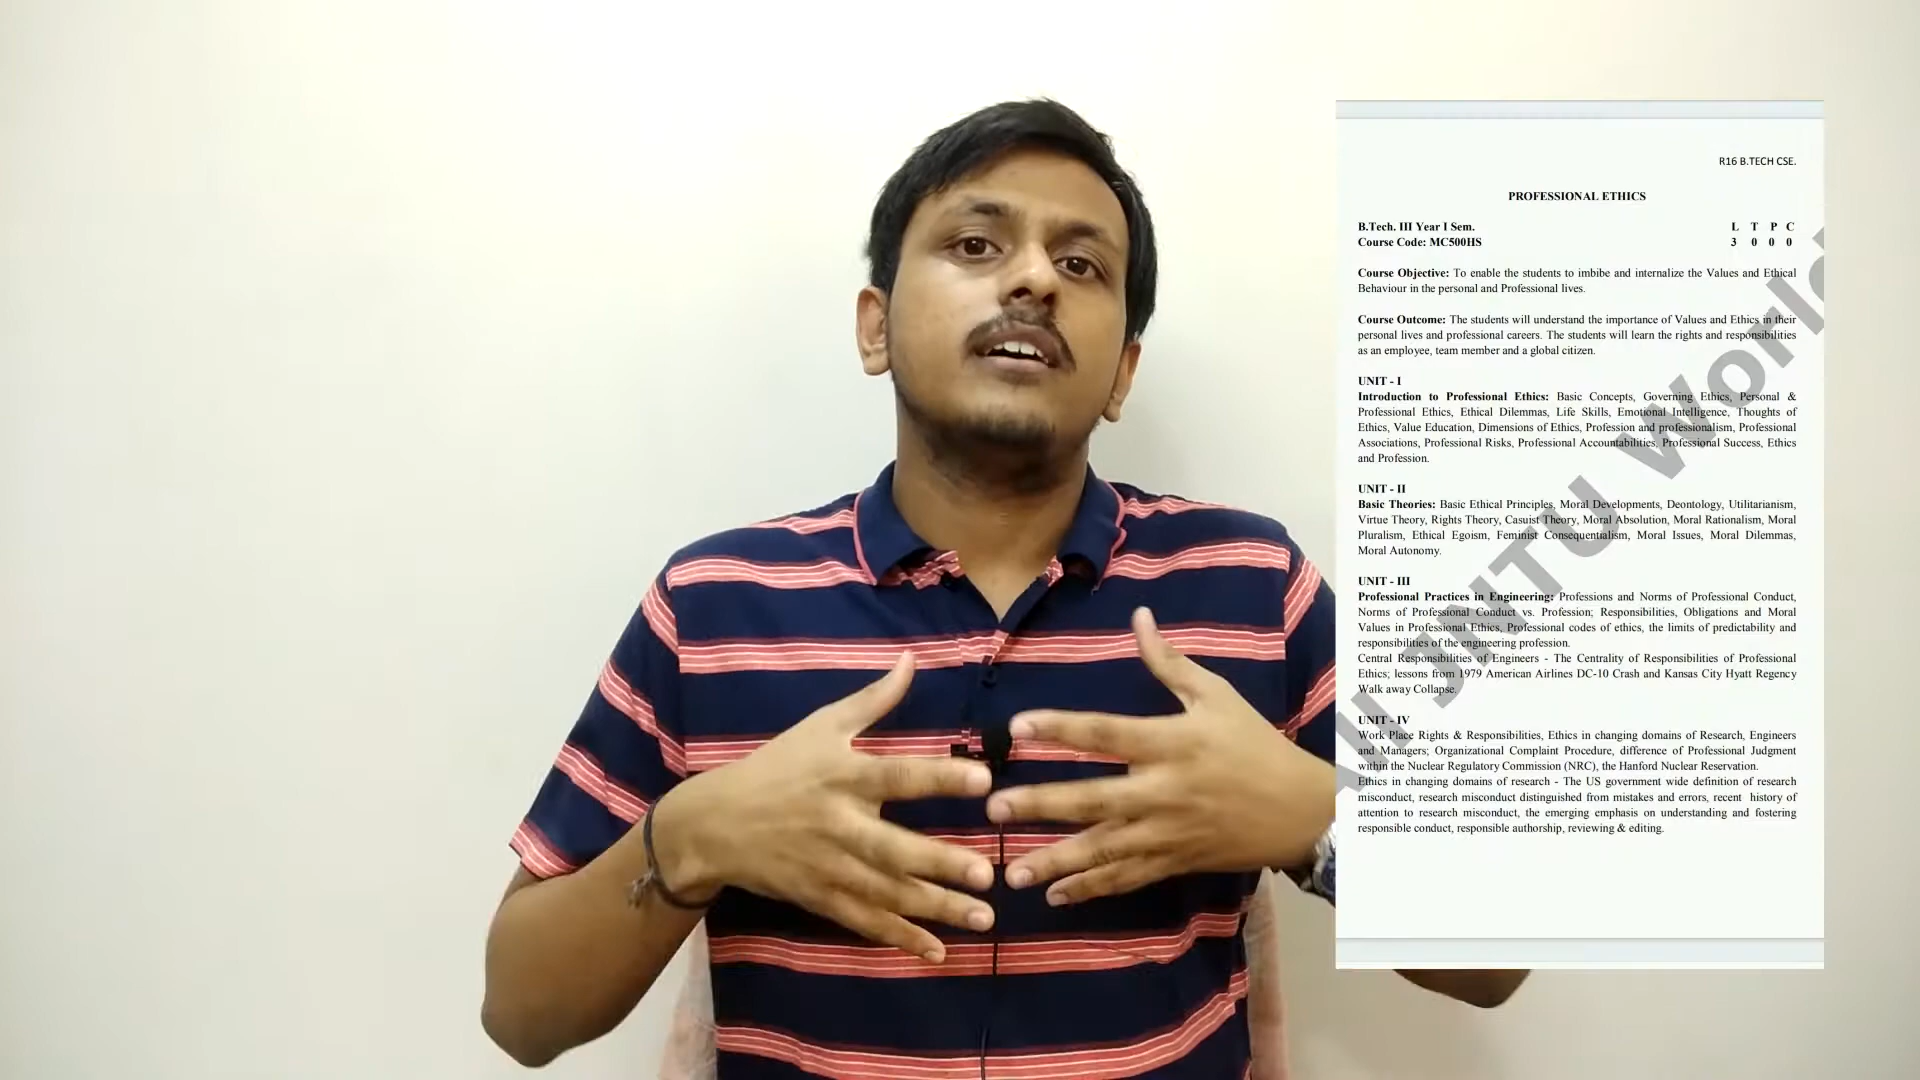 R16 B.TECH CSE.
PROFESSIONAL ETHICS
B.Tech. III Year I Sem. L T P C
Course Code: MC500HS 3 0 0 0
Course Objective: To enable the students to imbibe and internalize the Values and Ethical
Behaviour in the personal and Professional lives.
Course Outcome: The students will understand the importance of Values and Ethics in their
personal lives and professional careers. The students will learn the rights and responsibilities
as an employee, team member and a global citizen.
UNIT - I
Introduction to Professional Ethics: Basic Concepts, Governing Ethics, Personal &
Professional Ethics, Ethical Dilemmas, Life Skills, Emotional Intelligence, Thoughts of
Ethics, Value Education, Dimensions of Ethics, Profession and professionalism, Professional
Associations, Professional Risks, Professional Accountabilities, Professional Success, Ethics
and Profession.
UNIT - II
Basic Theories: Basic Ethical Principles, Moral Developments, Deontology, Utilitarianism,
Virtue Theory, Rights Theory, Casuist Theory, Moral Absolution, Moral Rationalism, Moral
Pluralism, Ethical Egoism, Feminist Consequentialism, Moral Issues, Moral Dilemmas,
Moral Autonomy.
UNIT - III
Professional Practices in Engineering: Professions and Norms of Professional Conduct,
Norms of Professional Conduct vs. Profession; Responsibilities, Obligations and Moral
Values in Professional Ethics, Professional codes of ethics, the limits of predictability and
responsibilities of the engineering profession.
Central Responsibilities of Engineers - The Centrality of Responsibilities of Professional
Ethics; lessons from 1979 American Airlines DC-10 Crash and Kansas City Hyatt Regency
Walk away Collapse.
UNIT - IV
Work Place Rights & Responsibilities, Ethics in changing domains of Research, Engineers
and Managers; Organizational Complaint Procedure, difference of Professional Judgment
within the Nuclear Regulatory Commission (NRC), the Hanford Nuclear Reservation.
Ethics in changing domains of research - The US government wide definition of research
misconduct, research misconduct distinguished from mistakes and errors, recent history of
attention to research misconduct, the emerging emphasis on understanding and fostering
responsible conduct, responsible authorship, reviewing & editing.
All JNTU World